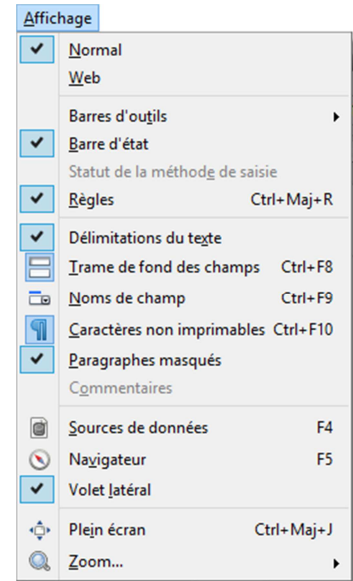 Affichage
Normal
Web
Barres d'outils
Barre d'état
Statut de la méthode de saisie
Règles Ctrl+Maj+R
Délimitations du texte
Trame de fond des champs Ctrl+F8
Noms de champ Ctrl+F9
Caractères non imprimables Ctrl+F10
Paragraphes masqués
Commentaires
Sources de données F4
Navigateur F5
Volet latéral
Plein écran Ctrl+Maj+J
Zoom...